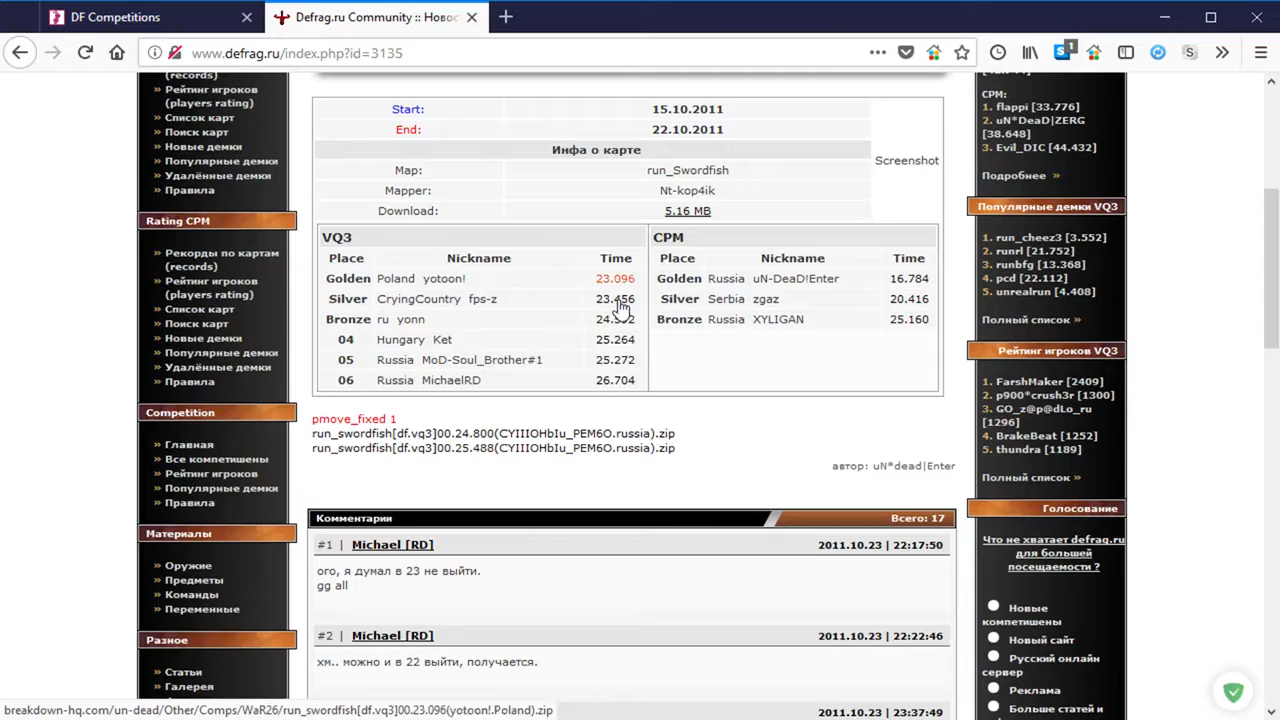 DF Competitions
Defrag.ru Community :: Новос
www.defrag.ru/index.php?id=3135
1
S
(records)
» Рейтинг игроков
(players rating)
» Список карт
» Поиск карт
» Новые демки
» Популярные демки
» Удалённые демки
» Правила
Rating CPM
» Рекорды по картам
(records)
» Рейтинг игроков
(players rating)
» Список карт
» Поиск карт
» Новые демки
» Популярные демки
» Удалённые демки
» Правила
Competition
» Главная
» Все компетишены
» Рейтинг игроков
» Популярные демки
» Правила
Материалы
» Оружие
» Предметы
» Команды
» Переменные
Разное
» Статьи
» Галерея
Start: 15.10.2011
End: 22.10.2011
Инфа о карте
Map: run_Swordfish
Mapper: Nt-kop4ik
Download: 5.16 MB
Screenshot
VQ3
Place Nickname Time
Golden Poland yotoon! 23.096
Silver CryingCountry fps-z 23.456
Bronze ru yonn
04 Hungary Ket 25.264
05 Russia MoD-Soul_Brother#1 25.272
06 Russia MichaelRD 26.704
CPM
Place Nickname Time
Golden Russia uN-DeaD!Enter 16.784
Silver Serbia zgaz 20.416
Bronze Russia XYLIGAN 25.160
pmove_fixed 1
run_swordfish[df.vq3]00.24.800(CYIIIOHbIu_PEM6O.russia).zip
run_swordfish[df.vq3]00.25.488(CYIIIOHbIu_PEM6O.russia).zip
автор: uN*dead|Enter
Комментарии Всего: 17
#1 | Michael [RD] 2011.10.23 | 22:17:50
ого, я думал в 23 не выйти.
gg all
#2 | Michael [RD] 2011.10.23 | 22:22:46
хм.. можно и в 22 выйти, получается.
2011.10.23 | 23:37:49
CPM:
1. flappi [33.776]
2. uN*DeaD|ZERG
[38.648]
3. Evil_DIC [44.432]
Подробнее »
Популярные демки VQ3
1. run_cheez3 [3.552]
2. runrl [21.752]
3. runbfg [13.368]
4. pcd [22.112]
5. unrealrun [4.408]
Полный список »
Рейтинг игроков VQ3
1. FarshMaker [2409]
2. p900*crush3r [1300]
3. GO_z@p@dLo_ru
[1296]
4. BrakeBeat [1252]
5. thundra [1189]
Полный список »
Голосование
Что не хватает defrag.ru
для большей
посещаемости ?
Новые
компетишены
Новый сайт
Русский онлайн
сервер
Реклама
Больше статей и
breakdown-hq.com/un-dead/Other/Comps/WaR26/run_swordfish[df.vq3]00.23.096(yotoon!.Poland).zip